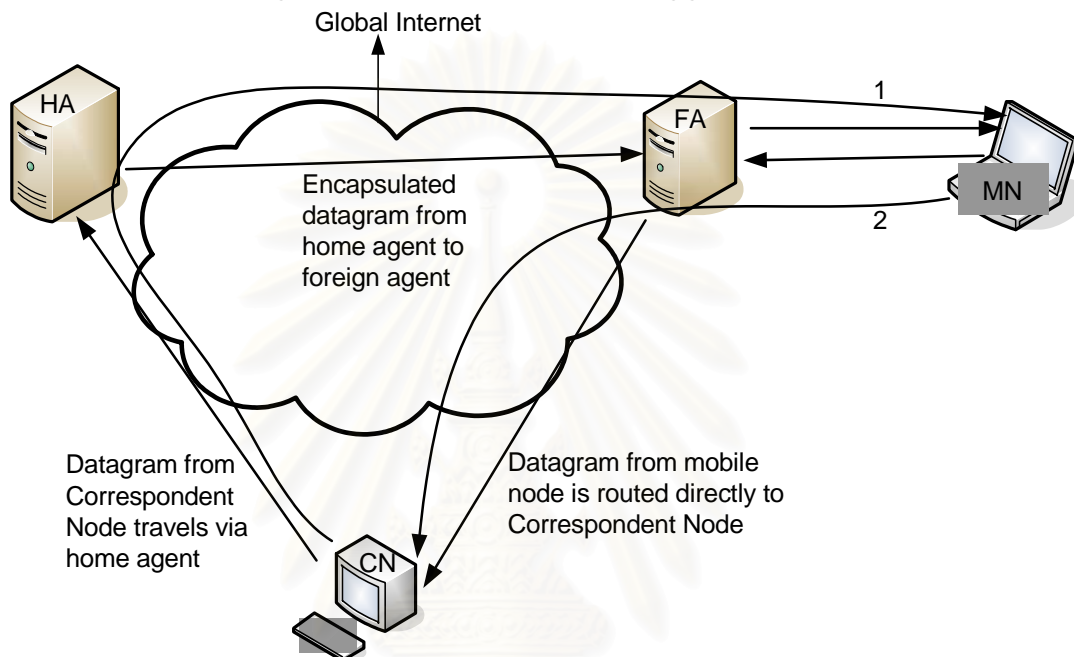 Global Internet
HA
FA
1
MN
2
Encapsulated
datagram from
home agent to
foreign agent
Datagram from
Correspondent
Node travels via
home agent
Datagram from mobile
node is routed directly to
Correspondent Node
CN